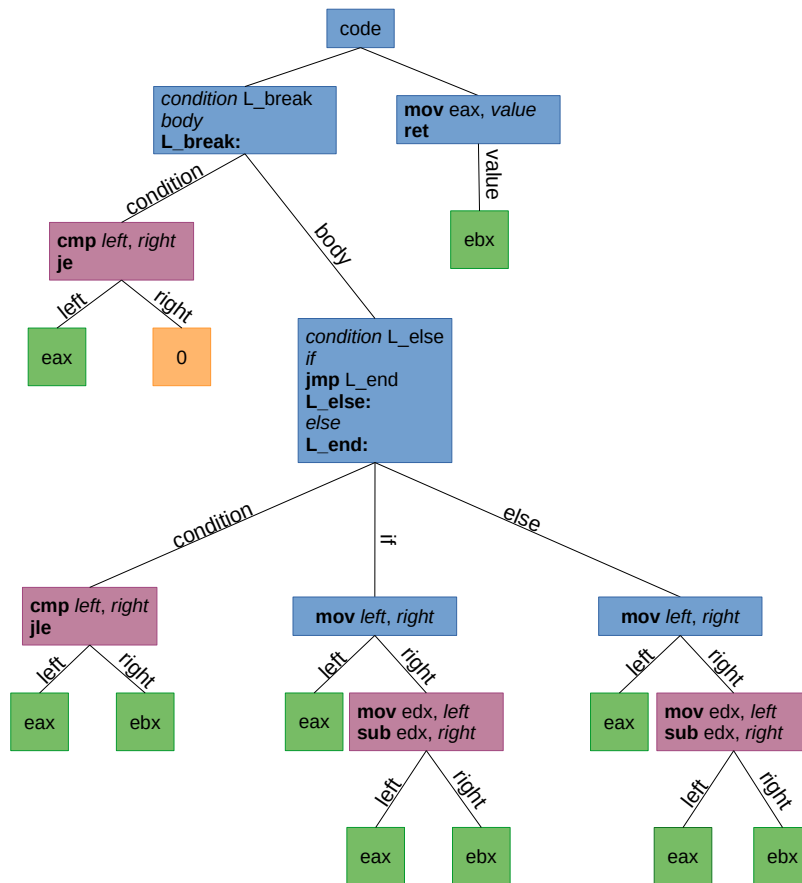 code
condition L_break
body
L_break:
mov eax, value
ret
condition
body
value
cmp left, right
je
ebx
left
right
eax
0
condition L_else
if
jmp L_end
L_else:
else
L_end:
condition
if
else
cmp left, right
jle
mov left, right
mov left, right
left
right
left
right
left
right
eax
ebx
eax
mov edx, left
sub edx, right
eax
mov edx, left
sub edx, right
left
right
left
right
eax
ebx
eax
ebx